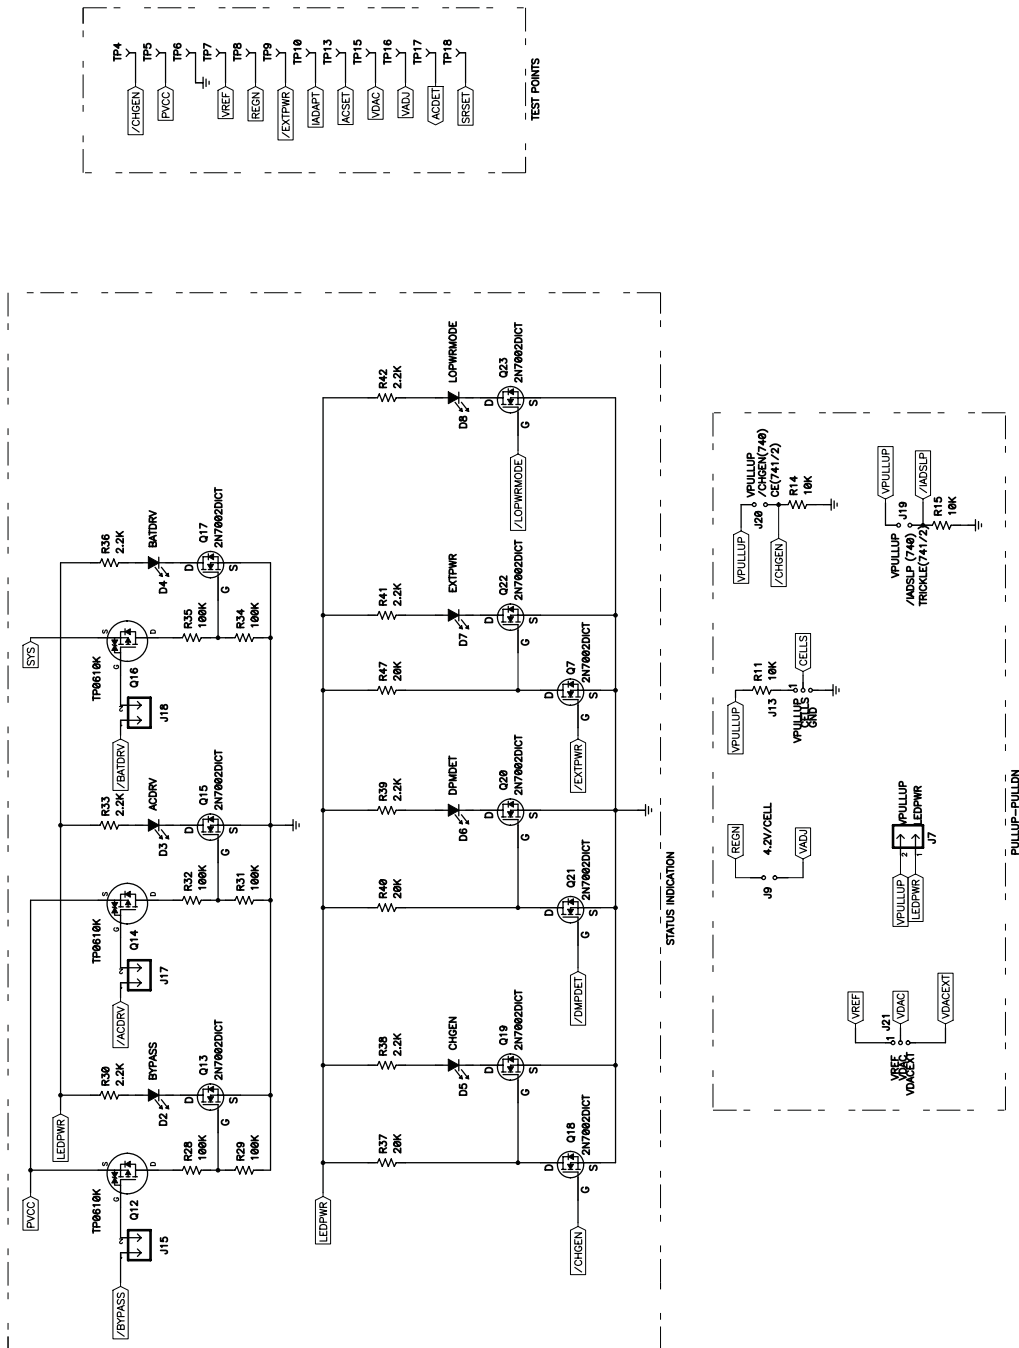 TP4
TP5
TP6
TP7
TP8
TP9
TP10
TP13
TP15
TP16
TP17
TP18
/CHGEN
PVCC
VREF
REGN
/EXTPWR
IADAPT
ACSET
VDAC
VADJ
ACDET
SRSET
TEST POINTS
PVCC
LEDPWR
/BYPASS
J15
Q12
TP0610K
S
G
D
R28
100K
R29
100K
R30
2.2K
BYPASS
D2
Q13
2N7002DICT
D
G
S
/ACDRV
J17
Q14
TP0610K
S
G
D
R32
100K
R31
100K
R33
2.2K
ACDRV
D3
Q15
2N7002DICT
D
G
S
SYS
/BATDRV
J18
Q16
TP0610K
S
G
D
R35
100K
R34
100K
R36
2.2K
BATDRV
D4
Q17
2N7002DICT
D
G
S
LEDPWR
R37
20K
/CHGEN
Q18
2N7002DICT
D
G
S
R38
2.2K
CHGEN
D5
Q19
2N7002DICT
D
G
S
R40
20K
/DMPDET
Q21
2N7002DICT
D
G
S
R39
2.2K
DPMDET
D6
Q20
2N7002DICT
D
G
S
R47
20K
/EXTPWR
Q7
2N7002DICT
D
G
S
R41
2.2K
EXTPWR
D7
Q22
2N7002DICT
D
G
S
R42
2.2K
LOPWRMODE
D8
/LOPWRMODE
Q23
2N7002DICT
D
G
S
STATUS INDICATION
VREF
VDAC
VDACEXT
J21
1
VREF
VDAC
VDACEXT
REGN
4.2V/CELL
J9
VADJ
VPULLUP
LEDPWR
2
1
VPULLUP
LEDPWR
J7
VPULLUP
R11
10K
J13
1
CELLS
VPULLUP
CELLS
GND
VPULLUP
J20
VPULLUP
/CHGEN(740)
CE(741/2)
/CHGEN
R14
10K
VPULLUP
J19
/IADSLP
VPULLUP
/IADSLP (740)
TRICKLE(741/2)
R15
10K
PULLUP-PULLDN